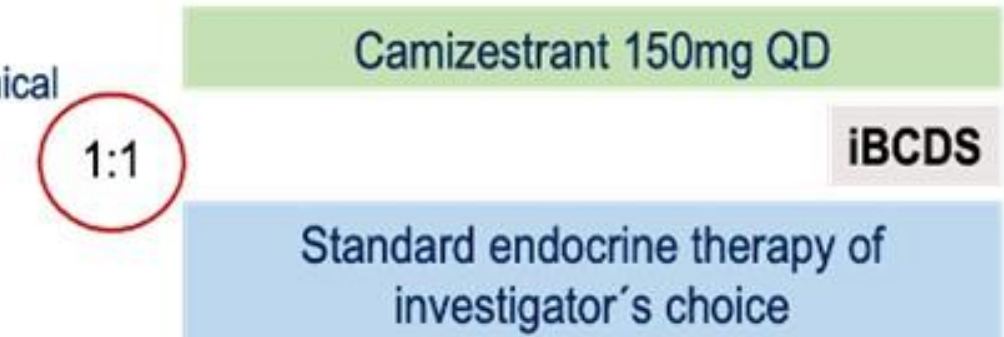 Camizestrant 150mg QD
1:1
iBCDS
Standard endocrine therapy of
investigator´s choice